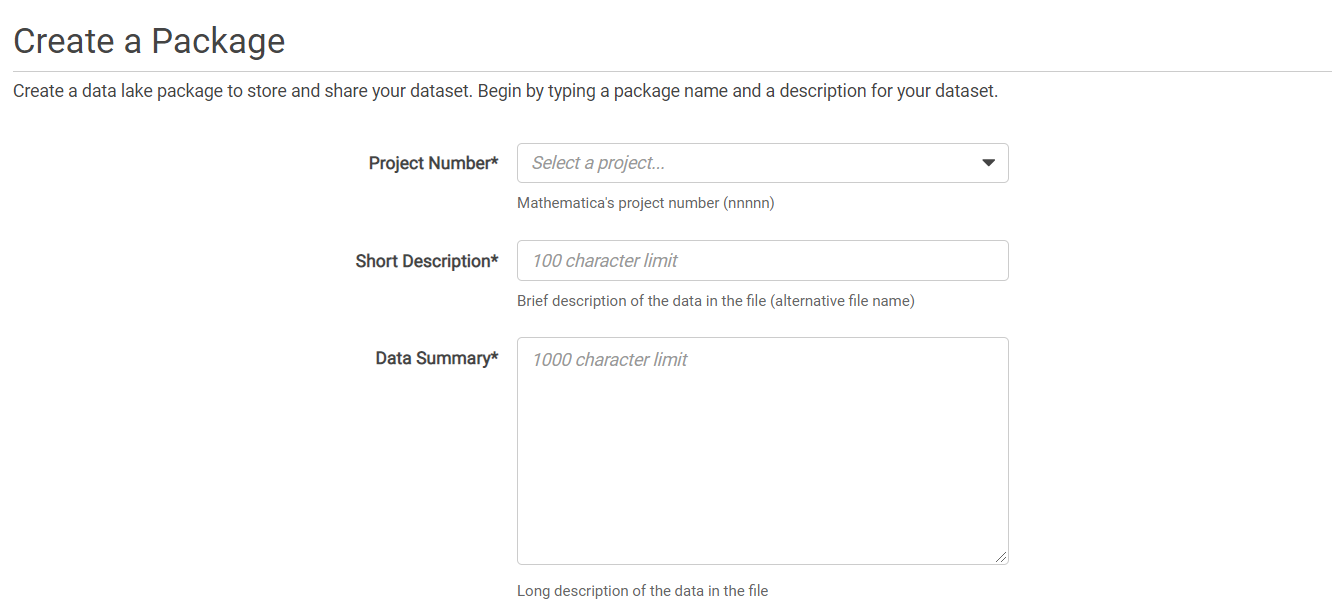 Create a Package
Create a data lake package to store and share your dataset. Begin by typing a package name and a description for your dataset.
Project Number*
Select a project...
Mathematica's project number (nnnnn)
Short Description*
100 character limit
Brief description of the data in the file (alternative file name)
Data Summary*
1000 character limit
Long description of the data in the file